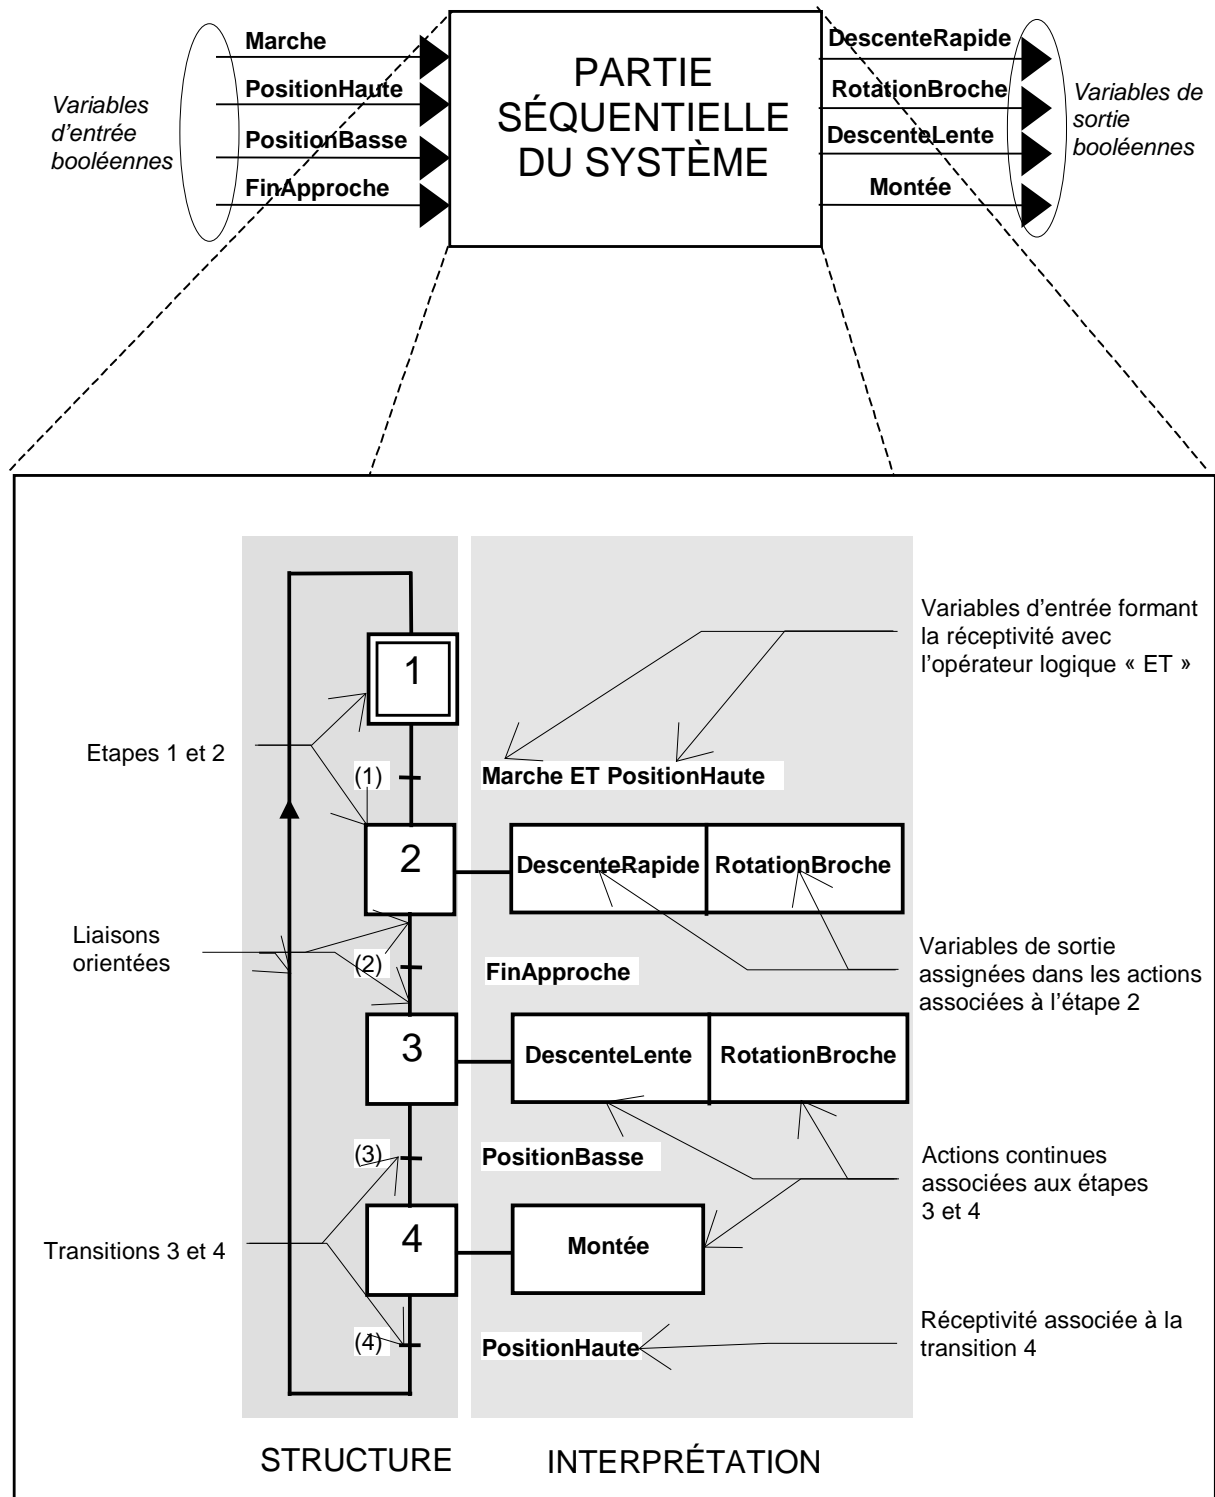 Marche
PositionHaute
PositionBasse
FinApproche
Variables
d'entrée
booléennes
PARTIE
SÉQUENTIELLE
DU SYSTÈME
DescenteRapide
RotationBroche
DescenteLente
Montée
Variables de
sortie
booléennes
Variables d'entrée formant
la réceptivité avec
l'opérateur logique « ET »
1
Etapes 1 et 2
(1)
Marche ET PositionHaute
2
DescenteRapide
RotationBroche
Liaisons
orientées
(2)
FinApproche
Variables de sortie
assignées dans les actions
associées à l'étape 2
3
DescenteLente
RotationBroche
(3)
PositionBasse
Actions continues
associées aux étapes
3 et 4
Transitions 3 et 4
4
Montée
(4)
PositionHaute
Réceptivité associée à la
transition 4
STRUCTURE
INTERPRÉTATION